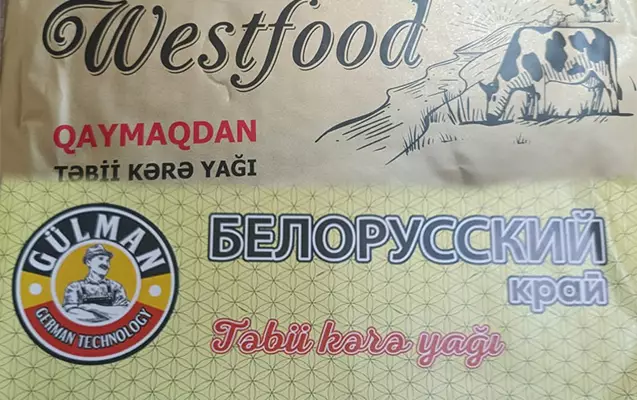 Westfood
QAYMAQDAN
TƏBİİ KƏRƏ YAĞI
GÜLMAN
GERMAN TECHNOLOGY
БЕЛОРУССКИЙ
край
Təbii kərə yağı